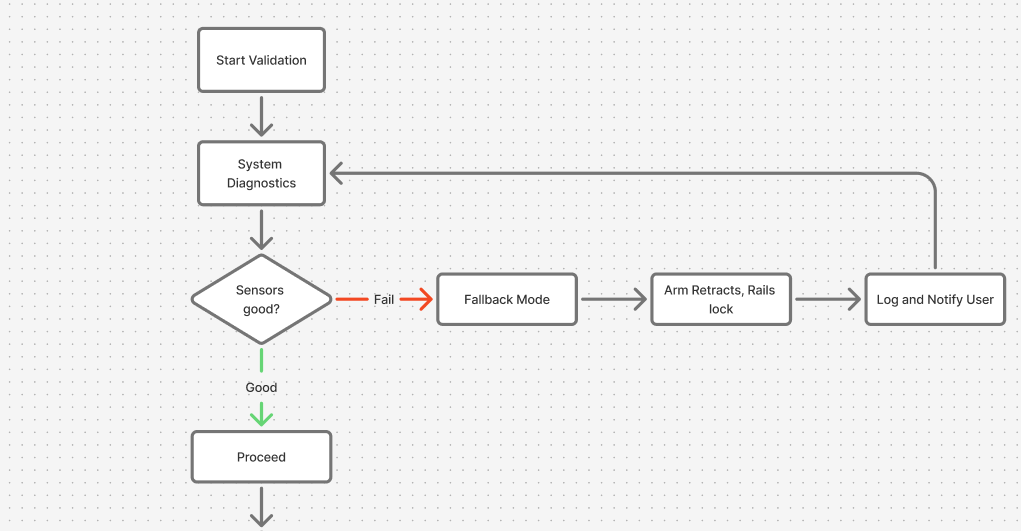 Start Validation
System
Diagnostics
Sensors
good?
Fail
Fallback Mode
Arm Retracts, Rails
lock
Log and Notify User
Good
Proceed